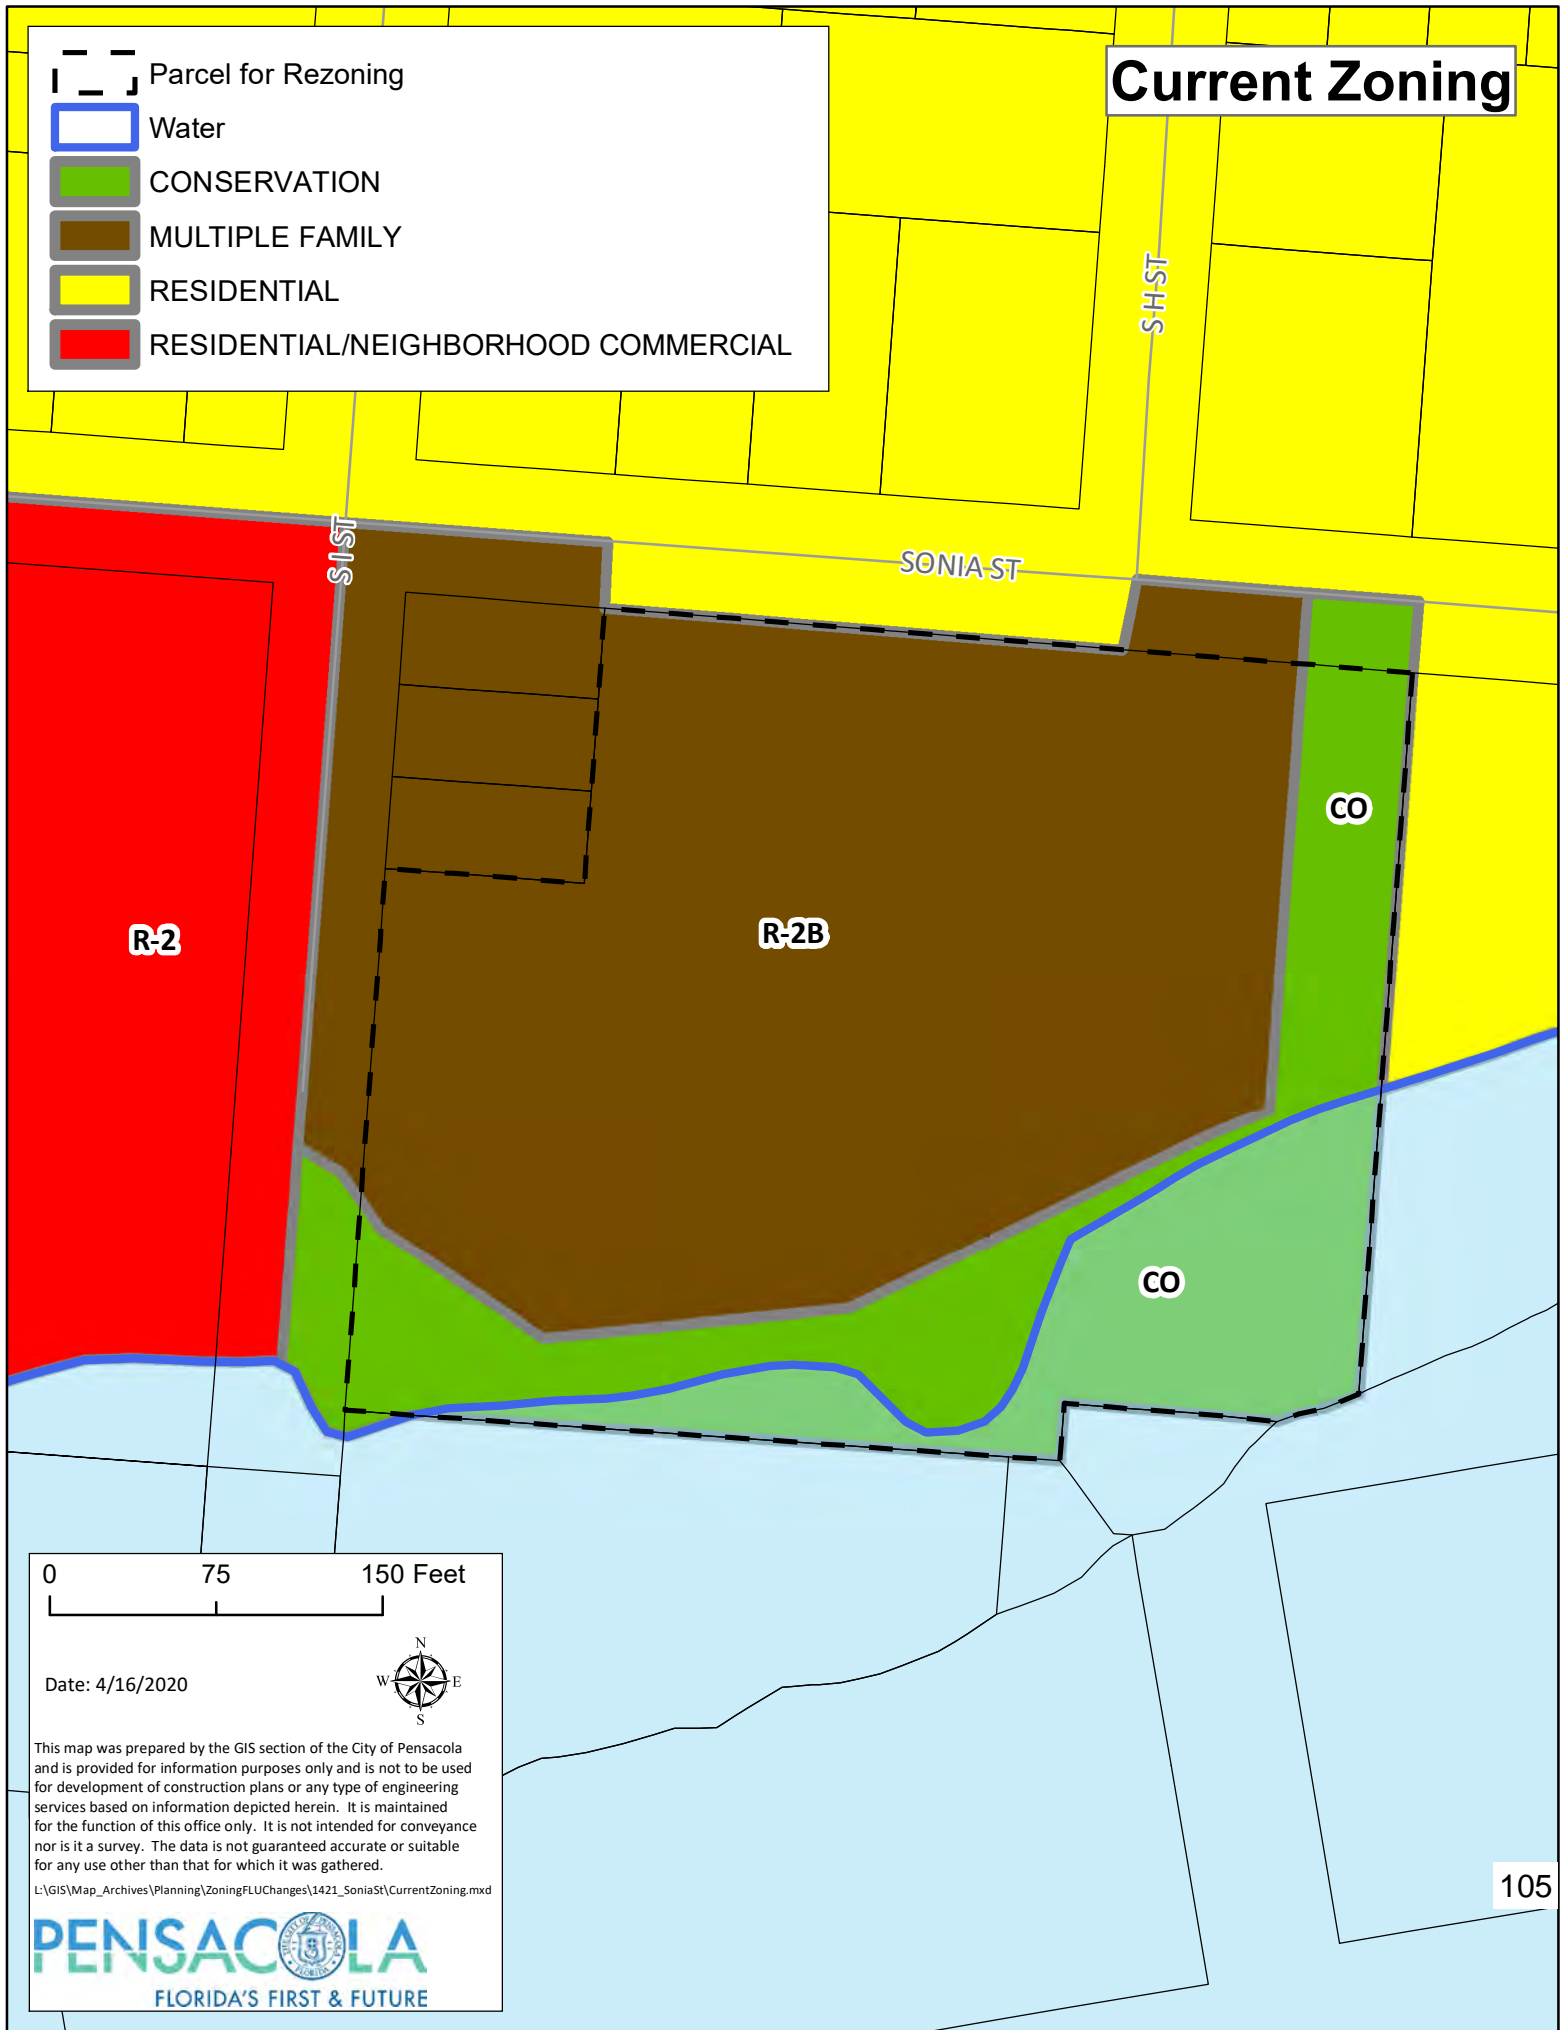 Current Zoning
Parcel for Rezoning
Water
CONSERVATION
MULTIPLE FAMILY
RESIDENTIAL
RESIDENTIAL/NEIGHBORHOOD COMMERCIAL
S H ST
S I ST
SONIA ST
CO
R-2
R-2B
CO
0 75 150 Feet
N
W E
S
Date: 4/16/2020
This map was prepared by the GIS section of the City of Pensacola
and is provided for information purposes only and is not to be used
for development of construction plans or any type of engineering
services based on information depicted herein. It is maintained
for the function of this office only. It is not intended for conveyance
nor is it a survey. The data is not guaranteed accurate or suitable
for any use other than that for which it was gathered.
L:\GIS\Map_Archives\Planning\ZoningFLUChanges\1421_SoniaSt\CurrentZoning.mxd
105
PENSACOLA
FLORIDA'S FIRST & FUTURE